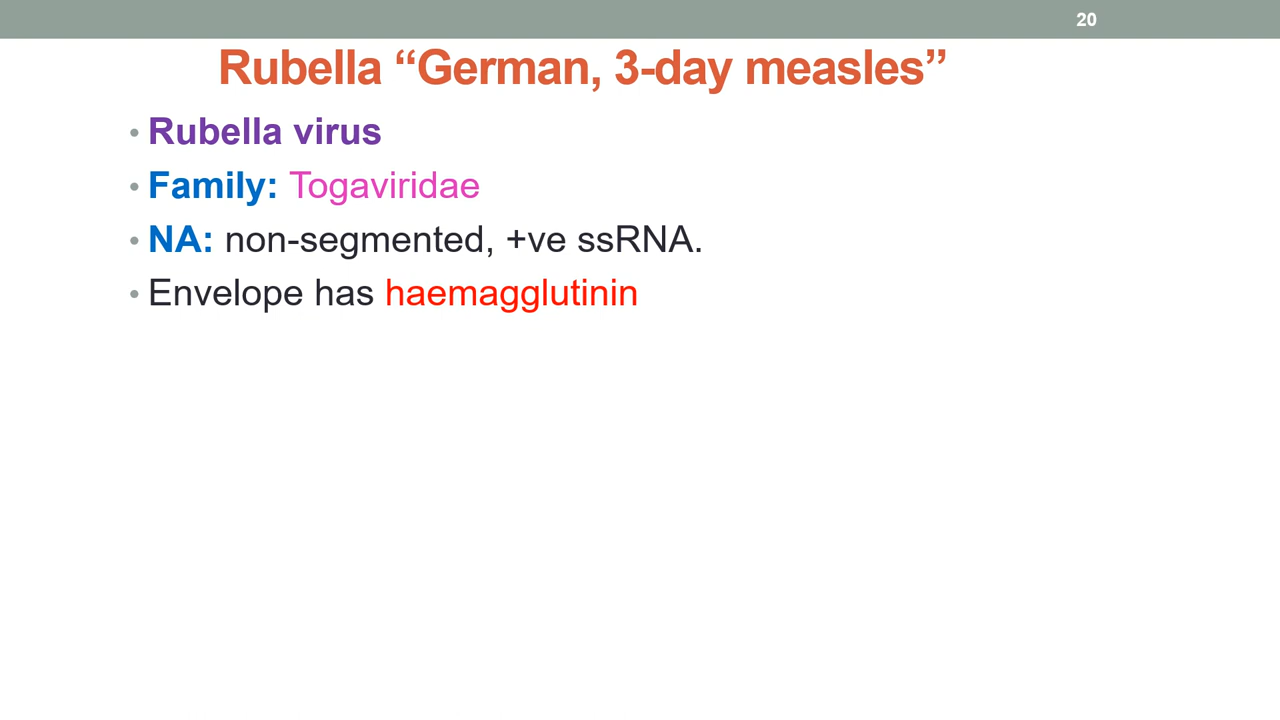 20
Rubella “German, 3-day measles”
• Rubella virus
• Family: Togaviridae
• NA: non-segmented, +ve ssRNA.
• Envelope has haemagglutinin